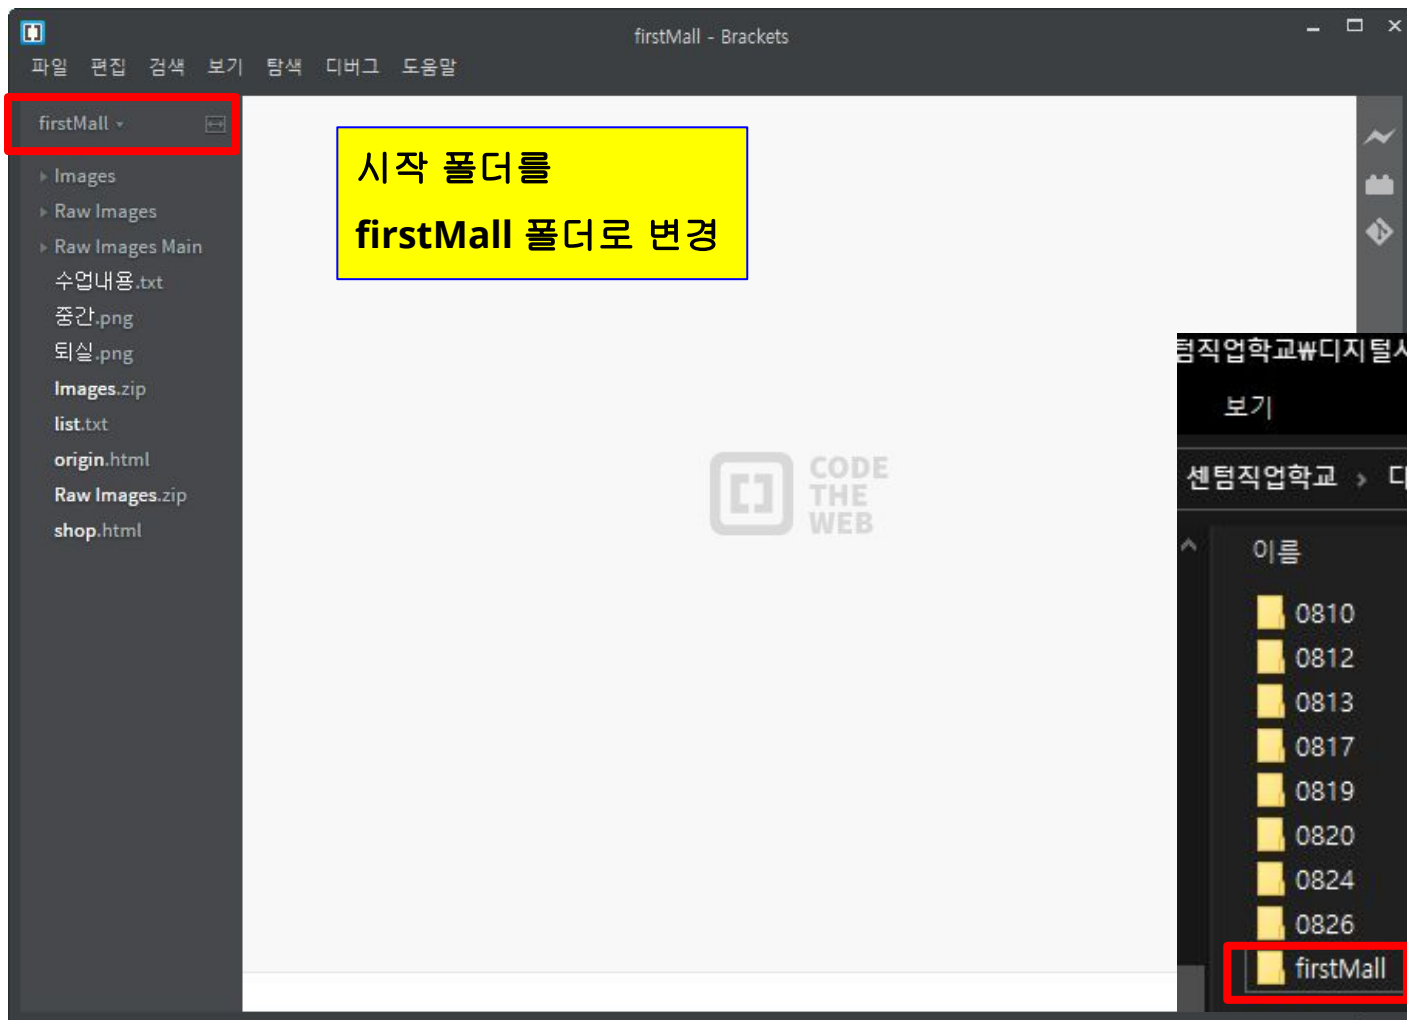 firstMall - Brackets
파일 편집 검색 보기 탐색 디버그 도움말
firstMall
Images
Raw Images
Raw Images Main
수업내용.txt
중간.png
퇴실.png
Images.zip
list.txt
origin.html
Raw Images.zip
shop.html
시작 폴더를
firstMall 폴더로 변경
CODE
THE
WEB
텀직업학교₩디지털
보기
센텀직업학교 >
이름
0810
0812
0813
0817
0819
0820
0824
0826
firstMall